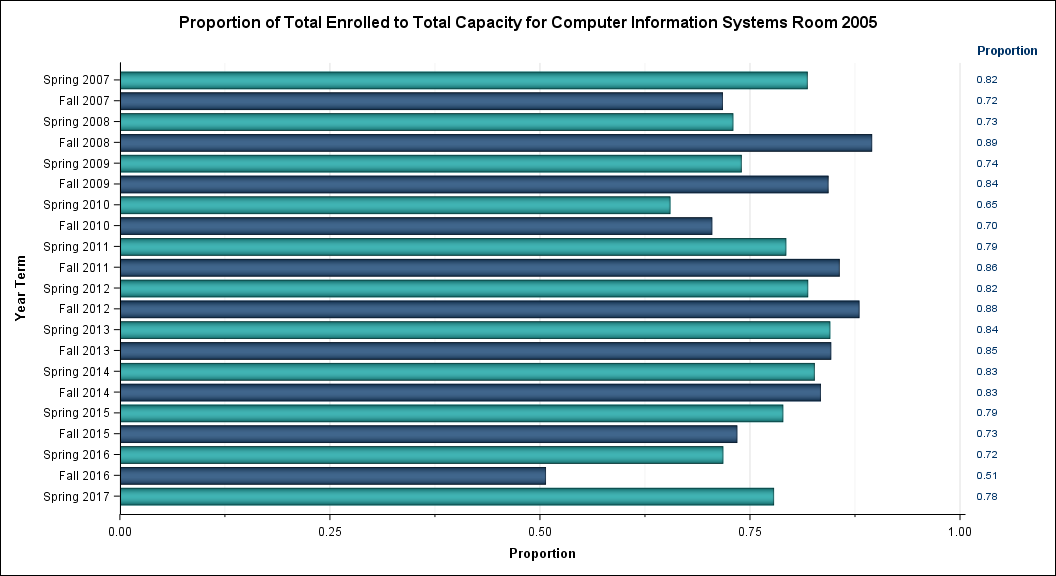 Proportion of Total Enrolled to Total Capacity for Computer Information Systems Room 2005
Proportion
Spring 2007 0.82
Fall 2007 0.72
Spring 2008 0.73
Fall 2008 0.89
Spring 2009 0.74
Fall 2009 0.84
Spring 2010 0.65
Fall 2010 0.70
Spring 2011 0.79
Fall 2011 0.86
Spring 2012 0.82
Fall 2012 0.88
Spring 2013 0.84
Fall 2013 0.85
Spring 2014 0.83
Fall 2014 0.83
Spring 2015 0.79
Fall 2015 0.73
Spring 2016 0.72
Fall 2016 0.51
Spring 2017 0.78
Year Term
0.00 0.25 0.50 0.75 1.00
Proportion